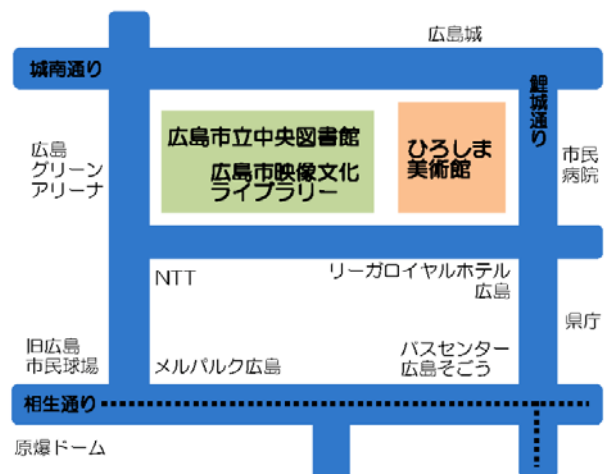 広島城
城南通り
鯉城通り
広島市立中央図書館
広島市映像文化
ライブラリー
ひろしま
美術館
広島
グリーン
アリーナ
市民
病院
NTT
リーガロイヤルホテル
広島
県庁
旧広島
市民球場
メルパルク広島
バスセンター
広島そごう
相生通り
原爆ドーム